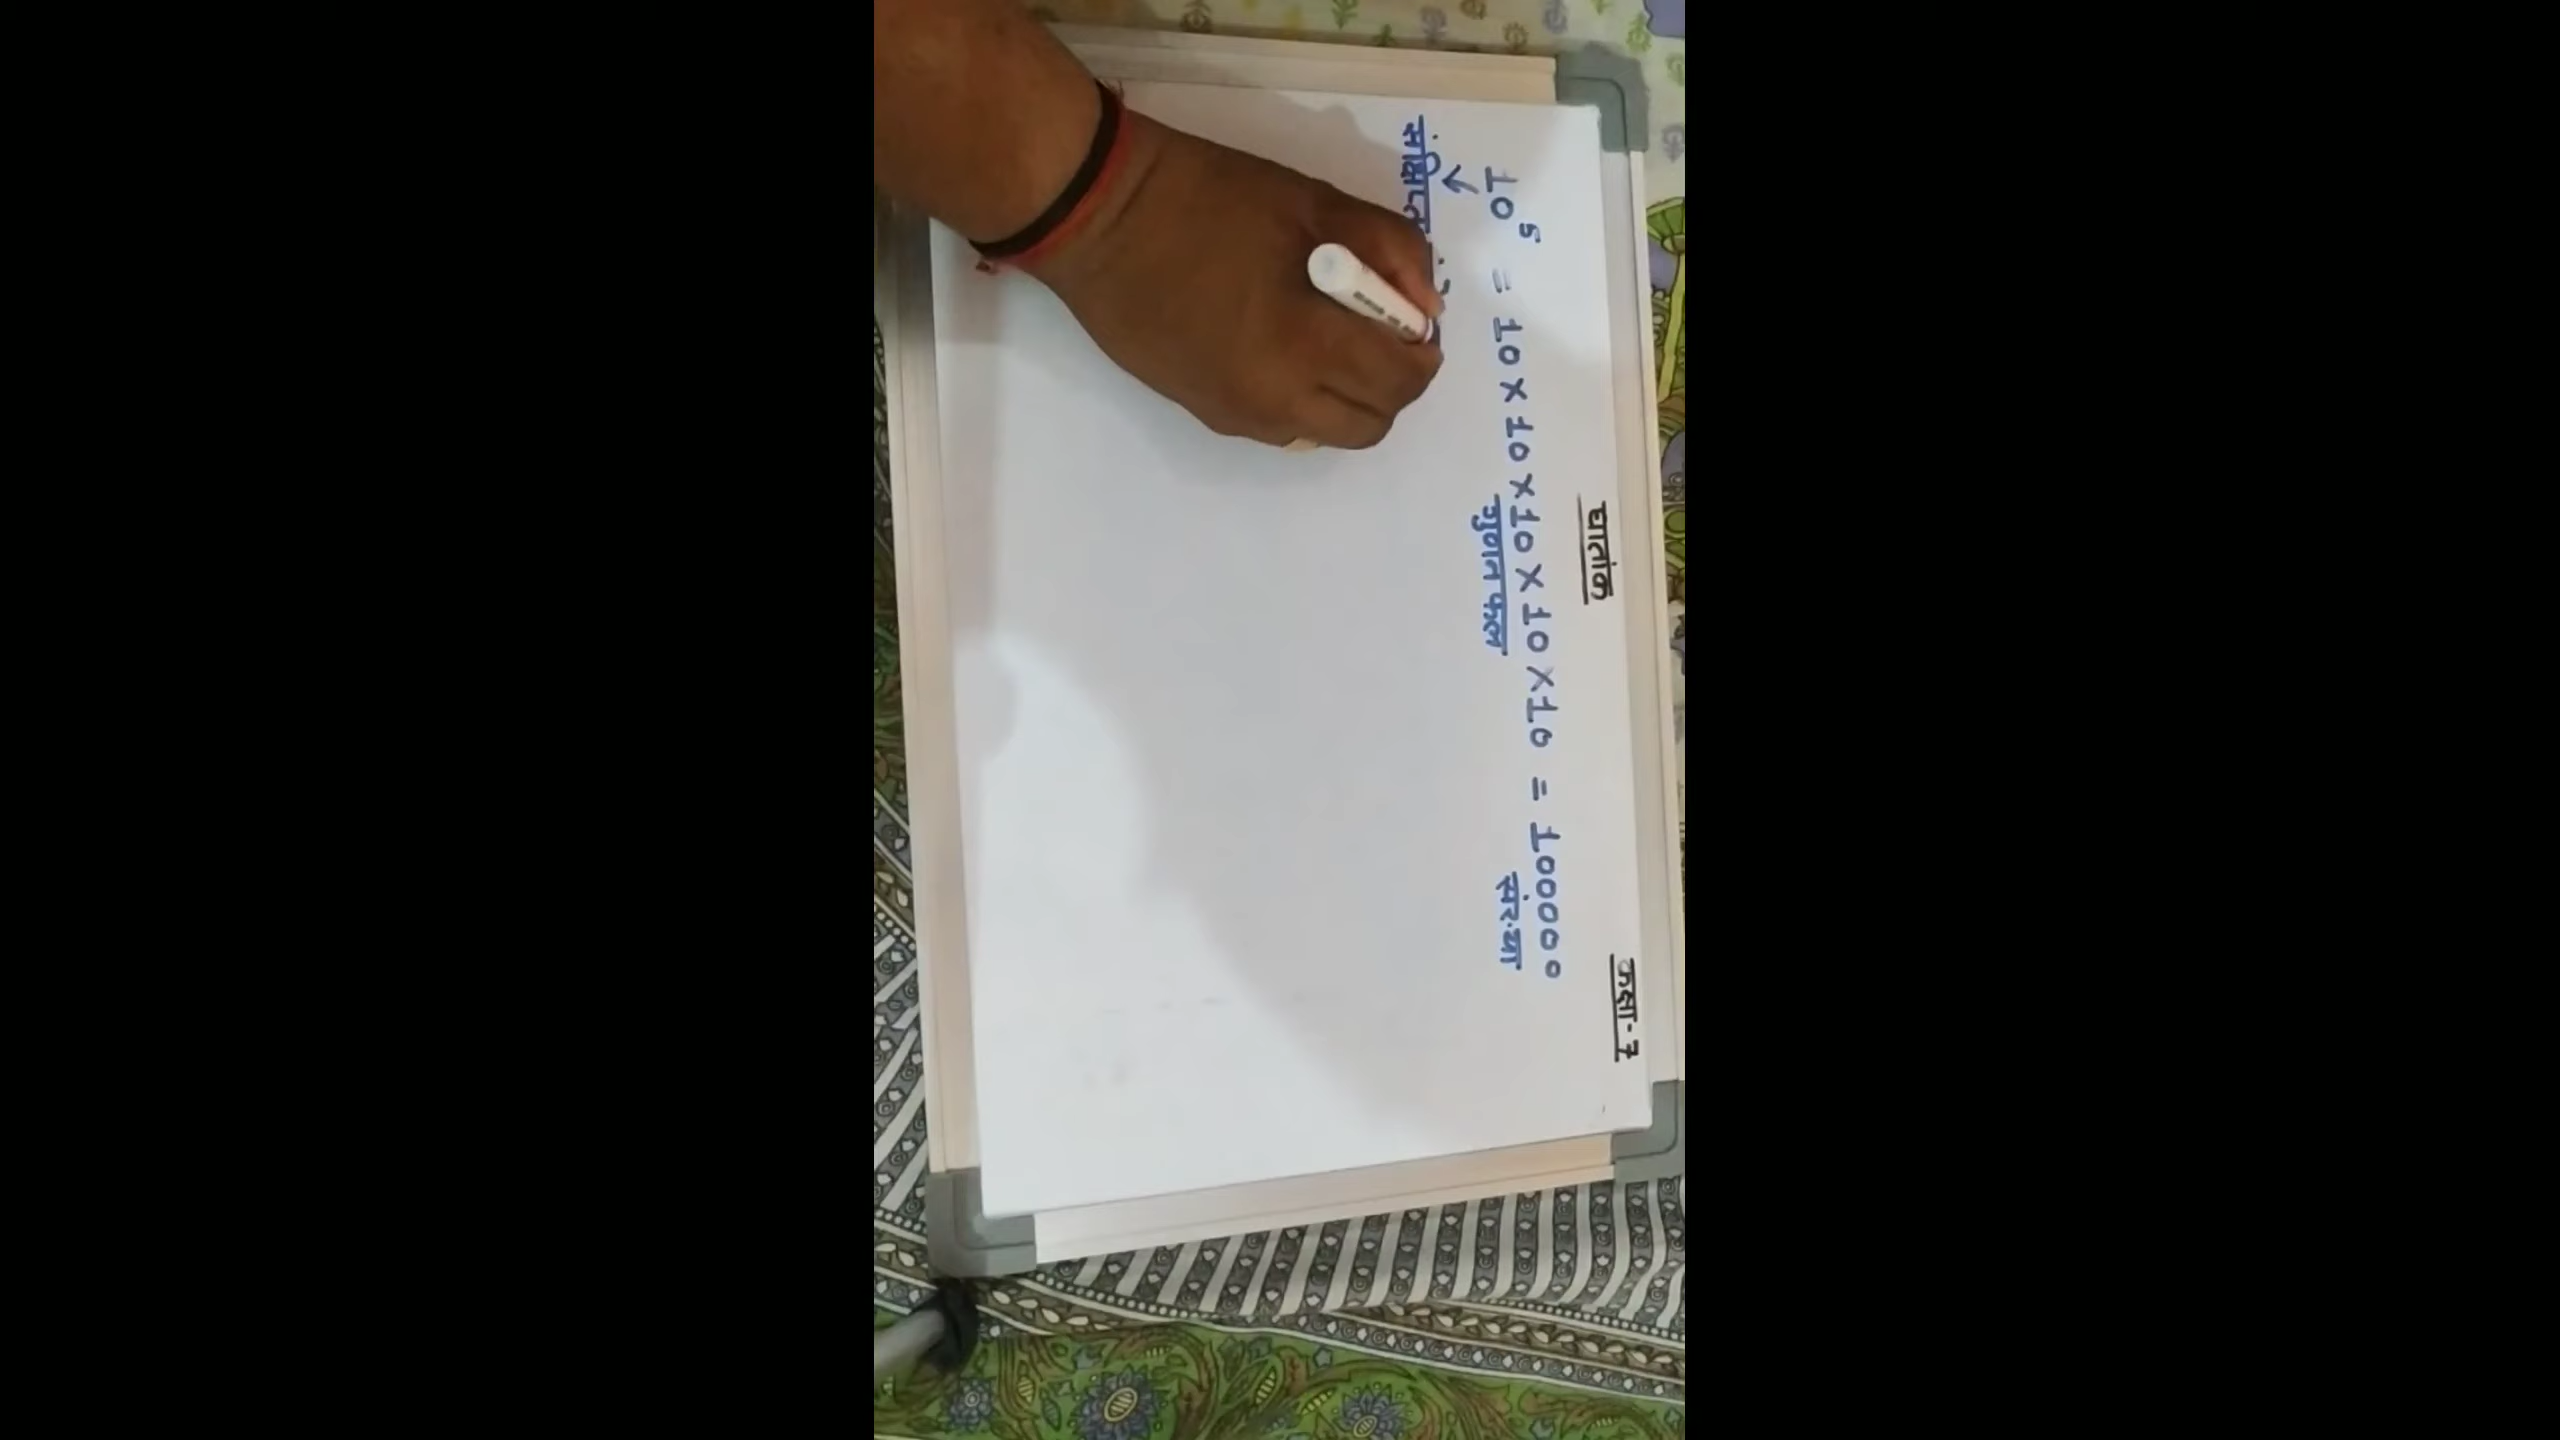 घातांक कक्षा-7
10⁵ = 10 × 10 × 10 × 10 × 10 = 100000
गुणनफल संख्या
संक्षिप्त